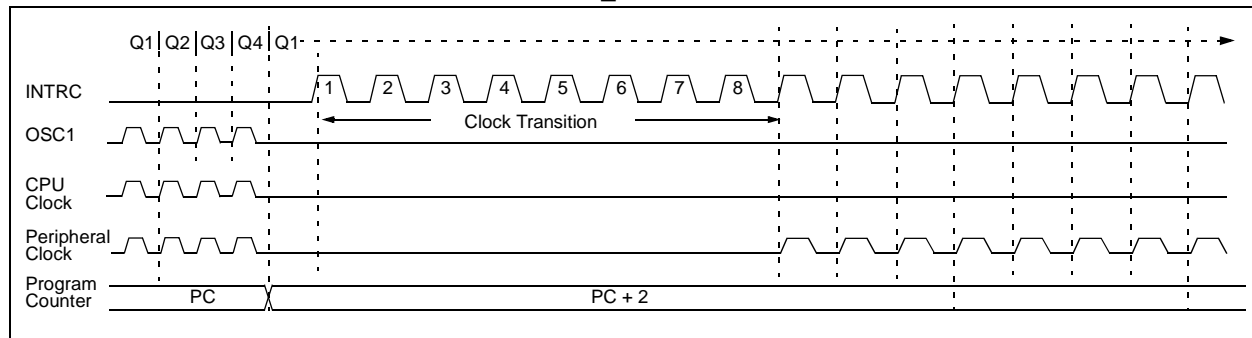 Q1 Q2 Q3 Q4 Q1
INTRC
1 2 3 4 5 6 7 8
Clock Transition
OSC1
CPU
Clock
Peripheral
Clock
Program
Counter
PC
PC + 2